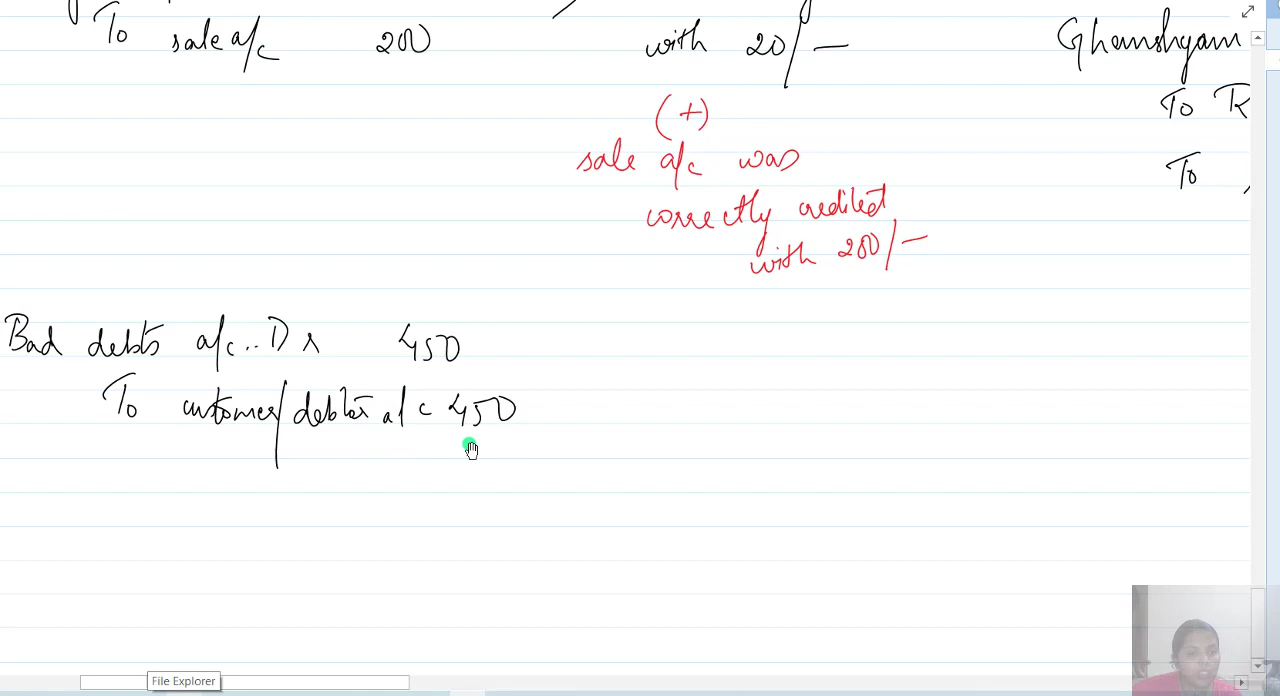 To sale a/c 200
with 20/-
Ghanshyam
To R
To
(+)
sale a/c was
correctly credited
with 200/-
Bad debts a/c.. Dr 450
To customer/debtor a/c 450
File Explorer